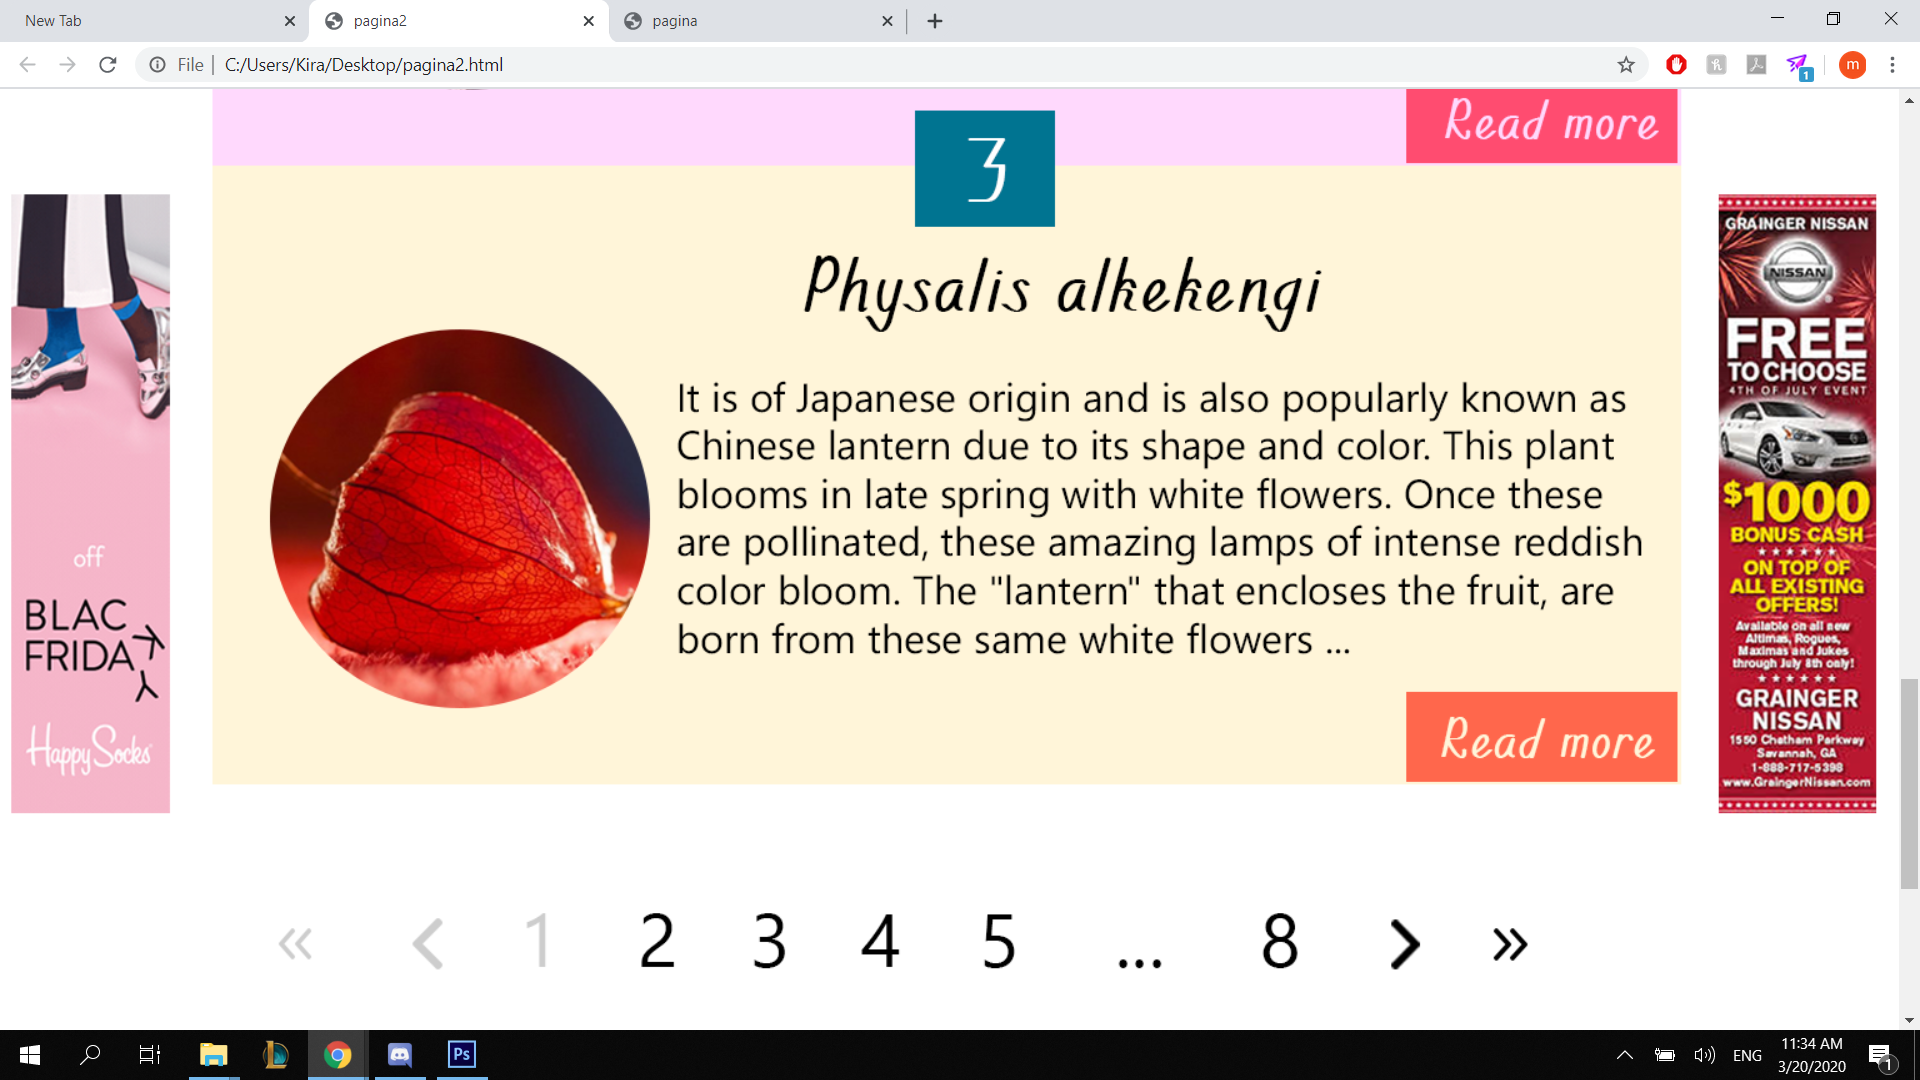 New Tab
pagina2
pagina
File
C:/Users/Kira/Desktop/pagina2.html
m
1
Read more
3
Physalis alkekengi
It is of Japanese origin and is also popularly known as
Chinese lantern due to its shape and color. This plant
blooms in late spring with white flowers. Once these
are pollinated, these amazing lamps of intense reddish
color bloom. The "lantern" that encloses the fruit, are
born from these same white flowers ...
Read more
off
BLAC
FRIDA
K
Y
Happy Socks
GRAINGER NISSAN
NISSAN
FREE
TO CHOOSE
4TH OF JULY EVENT
$1000
BONUS CASH
ON TOP OF
ALL EXISTING
OFFERS!
Available on all new
Altimas, Rogues,
Maximas and Jukes
through July 8th only!
GRAINGER
NISSAN
1550 Chatham Parkway
Savannah, GA
1-888-717-5398
www.GraingerNissan.com
« < 1 2 3 4 5 ... 8 > »
Ps
ENG
11:34 AM
3/20/2020
1